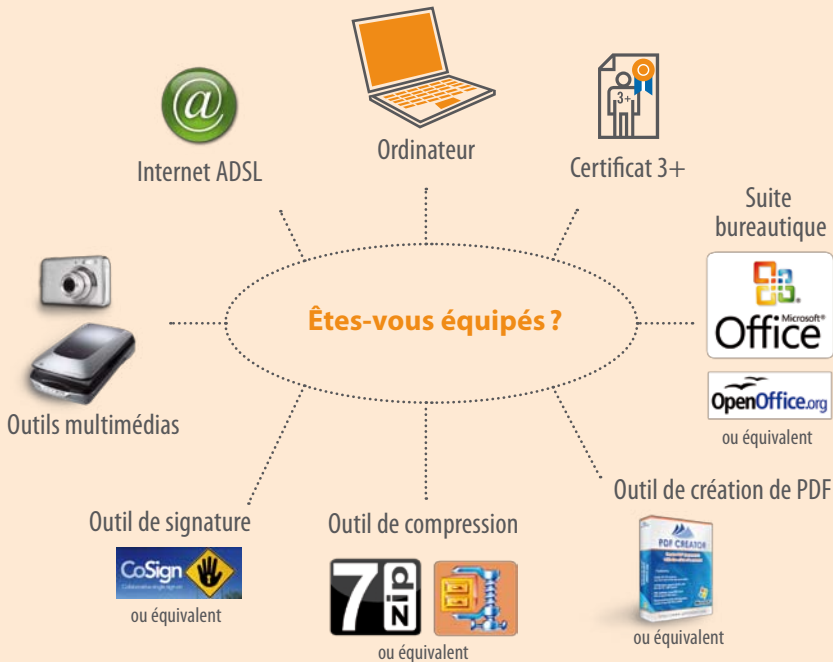 @
Internet ADSL
Ordinateur
3+
Certificat 3+
Suite
bureautique
Microsoft®
Office
OpenOffice.org
ou équivalent
Êtes-vous équipés ?
Outils multimédias
Outil de signature
CoSign
ou équivalent
Outil de compression
7
zip
ou équivalent
Outil de création de PDF
PDF CREATOR
ou équivalent